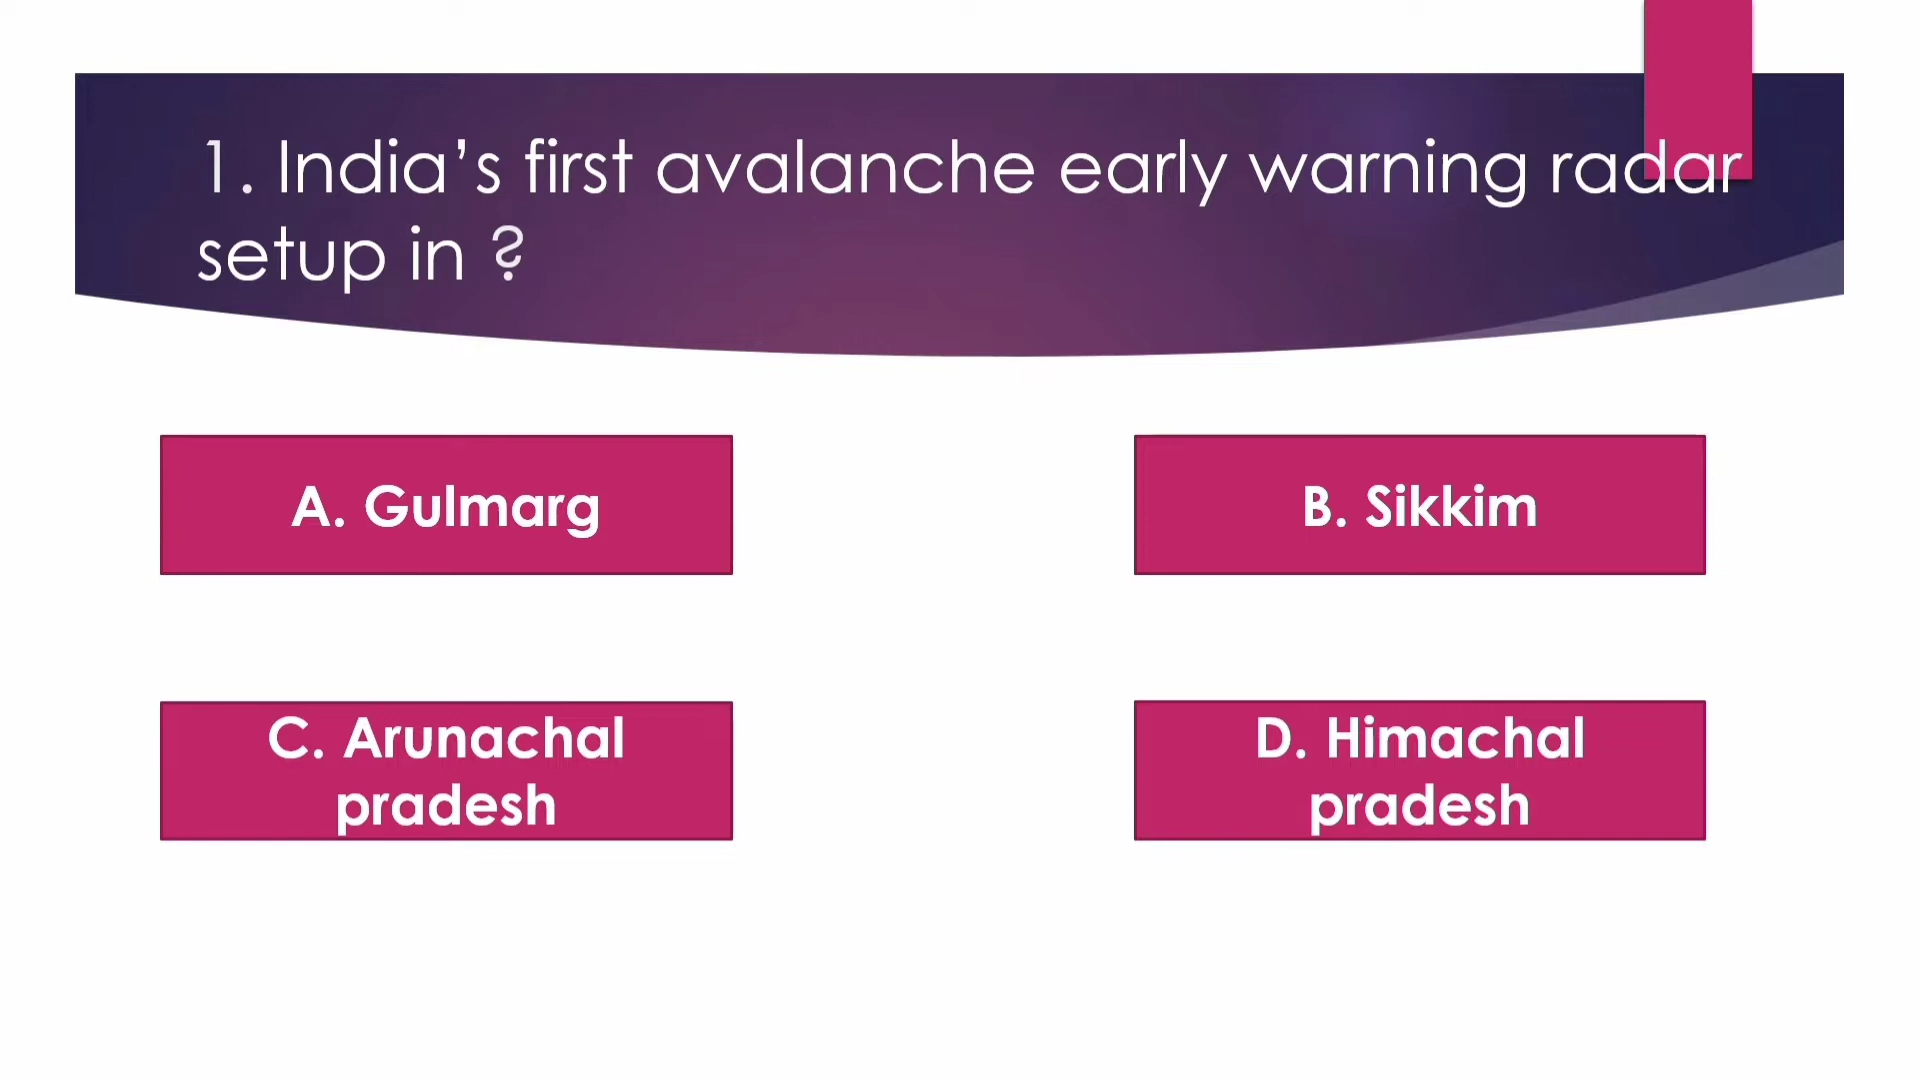 1. India’s first avalanche early warning radar
setup in ?
A. Gulmarg
B. Sikkim
C. Arunachal
pradesh
D. Himachal
pradesh